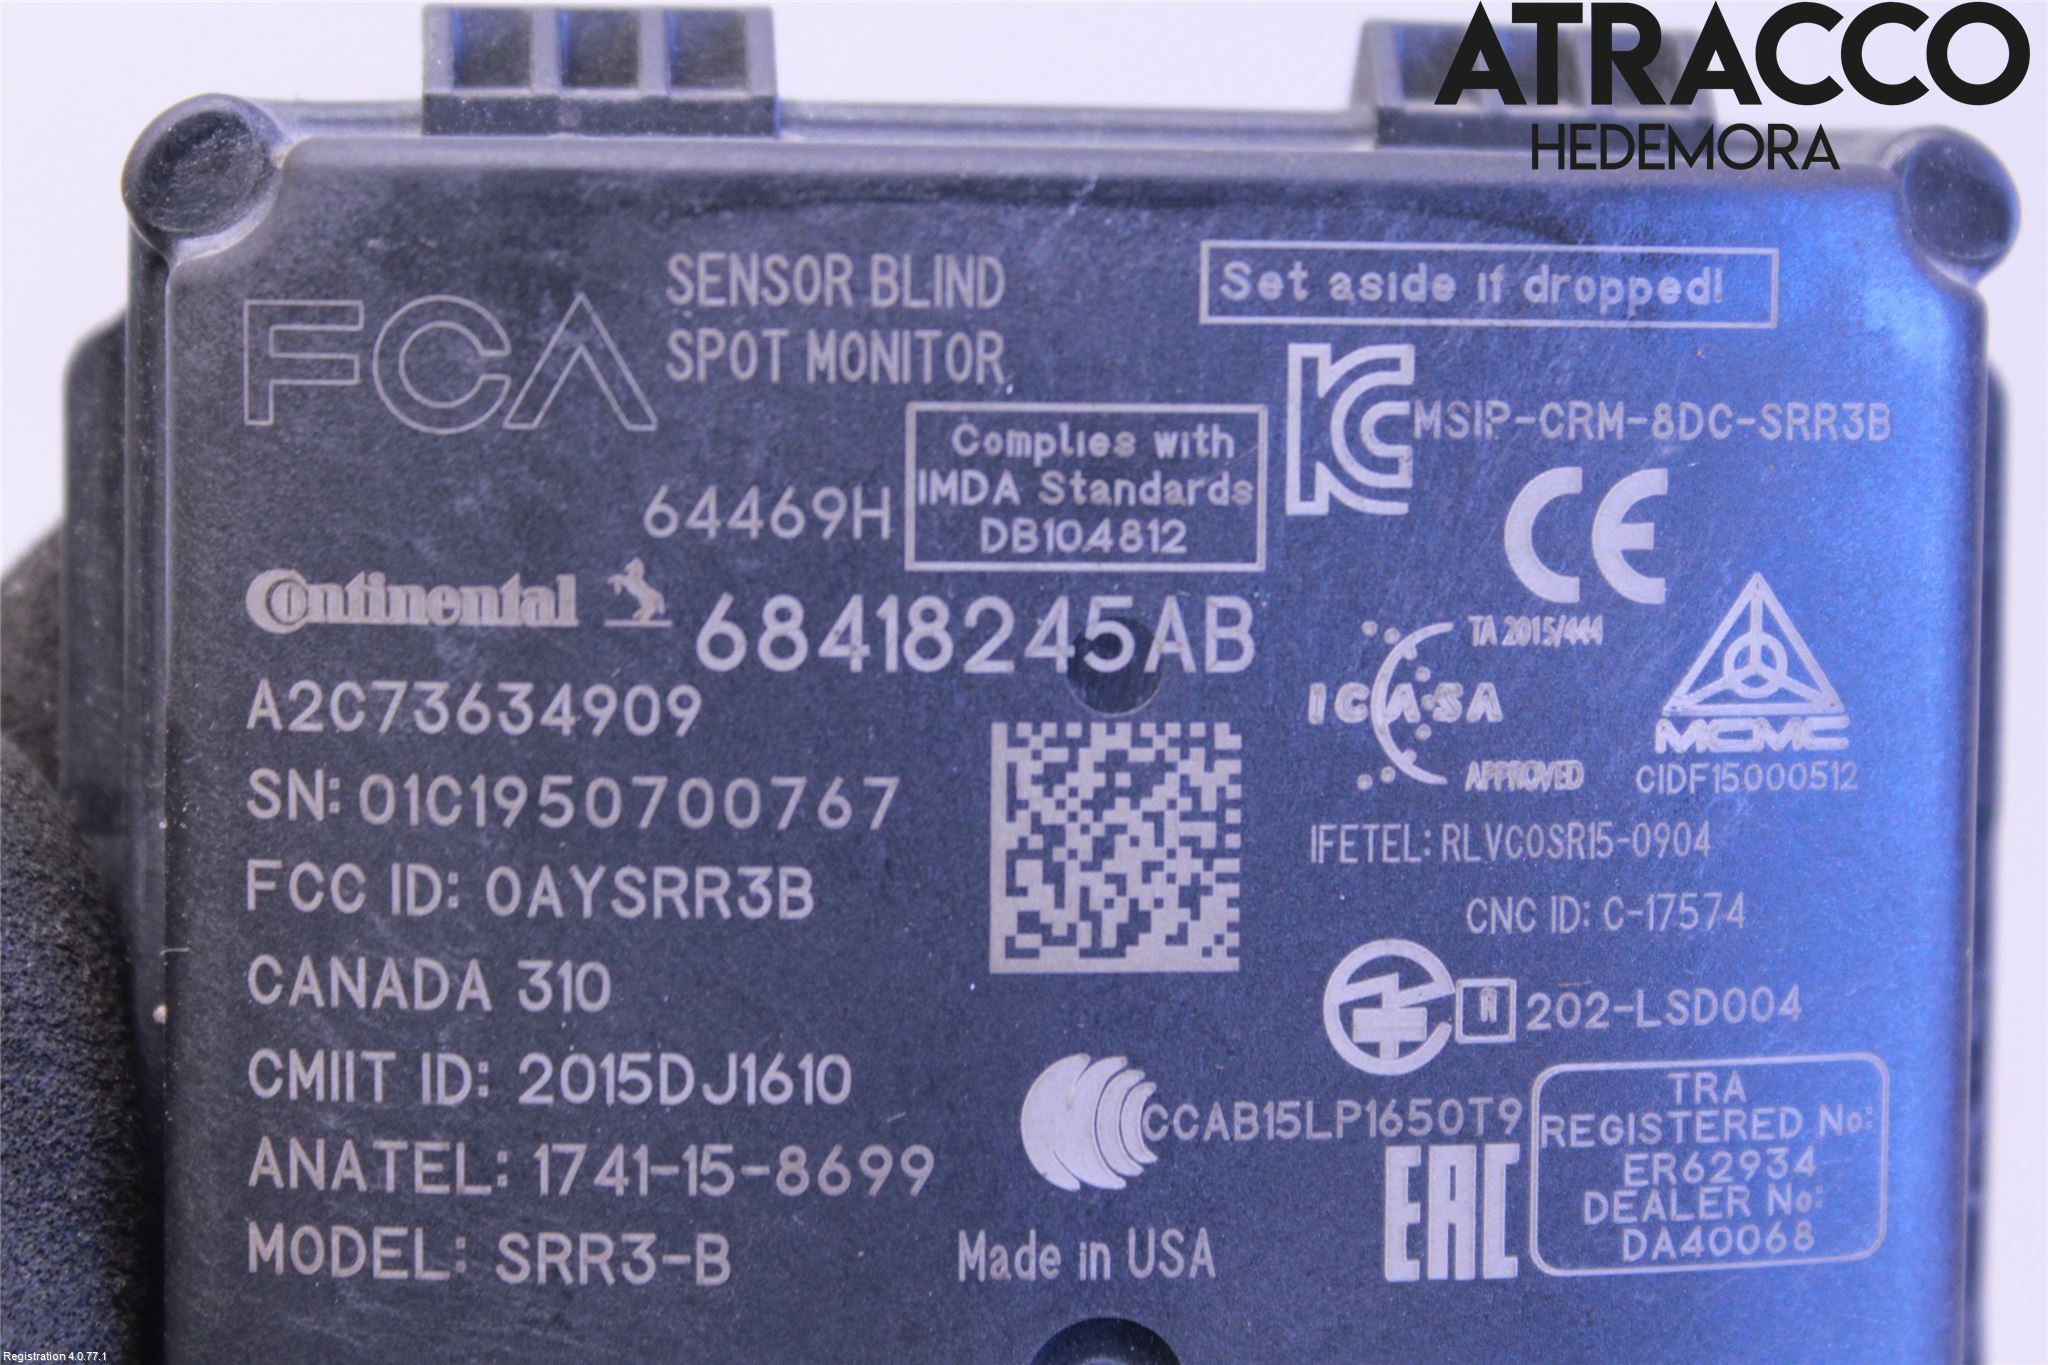 ATRACCO
HEDEMORA
FCA
SENSOR BLIND
SPOT MONITOR
Set aside if dropped!
MSIP-CRM-8DC-SRR3B
Complies with
IMDA Standards
DB104812
64469H
CE
Continental
68418245AB
TA 2015/444
ICASA
APPROVED
MCMC
CIDF15000512
A2C73634909
SN: 01C1950700767
IFETEL: RLVCOSR15-0904
FCC ID: OAYSRR3B
CNC ID: C-17574
CANADA 310
R 202-LSD004
CMIIT ID: 2015DJ1610
CCAB15LP1650T9
TRA
REGISTERED No:
ER62934
DEALER No:
DA40068
ANATEL: 1741-15-8699
EAC
MODEL: SRR3-B
Made in USA
Registration 4.0.77.1